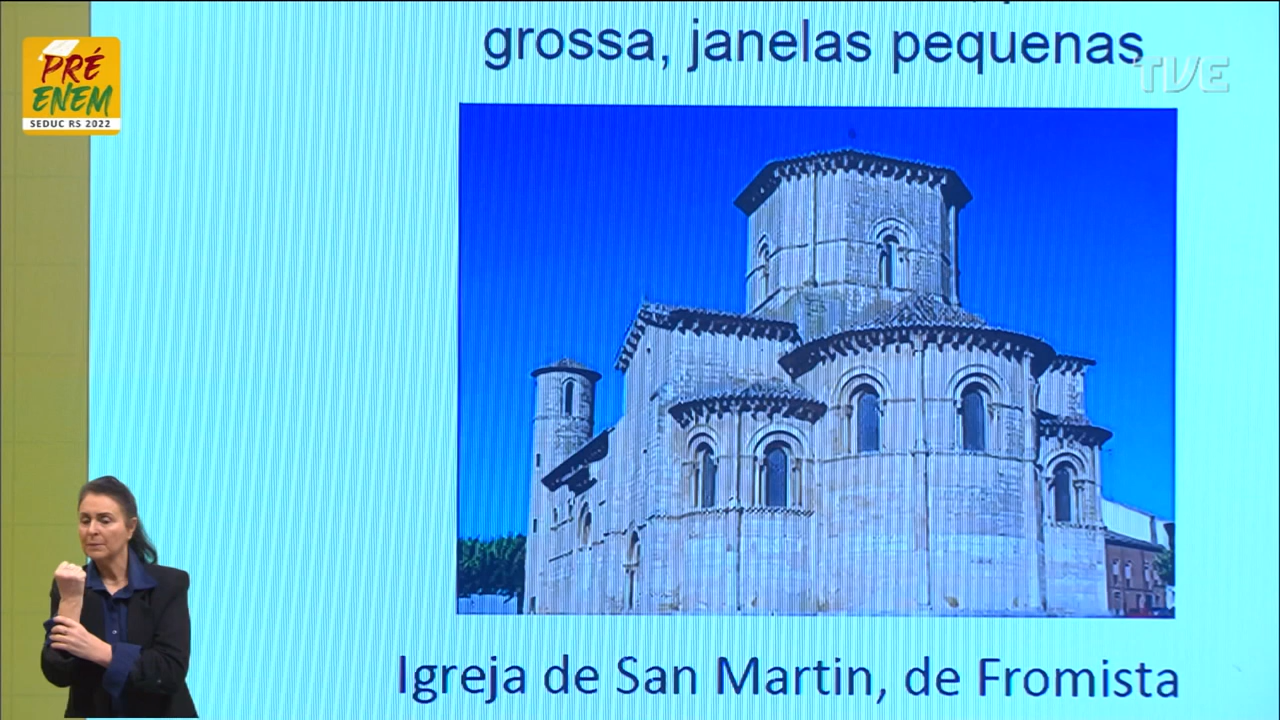 grossa, janelas pequenas
TVE
PRÉ
ENEM
SEDUC RS 2022
Igreja de San Martin, de Fromista